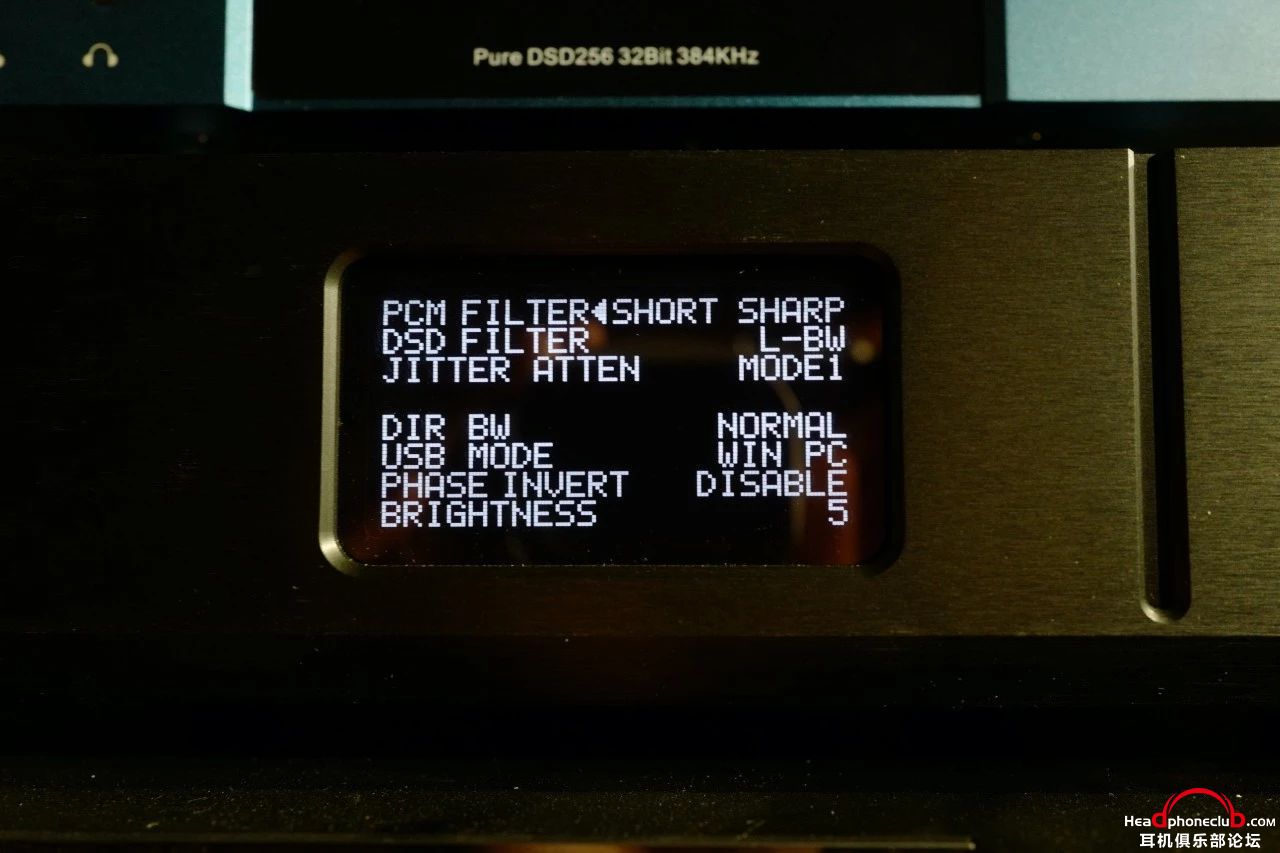 Pure DSD256 32Bit 384KHz
PCM FILTER◀SHORT SHARP
DSD FILTER L-BW
JITTER ATTEN MODE1
DIR BW NORMAL
USB MODE WIN PC
PHASE INVERT DISABLE
BRIGHTNESS 5
Headphoneclub.com
耳机俱乐部论坛